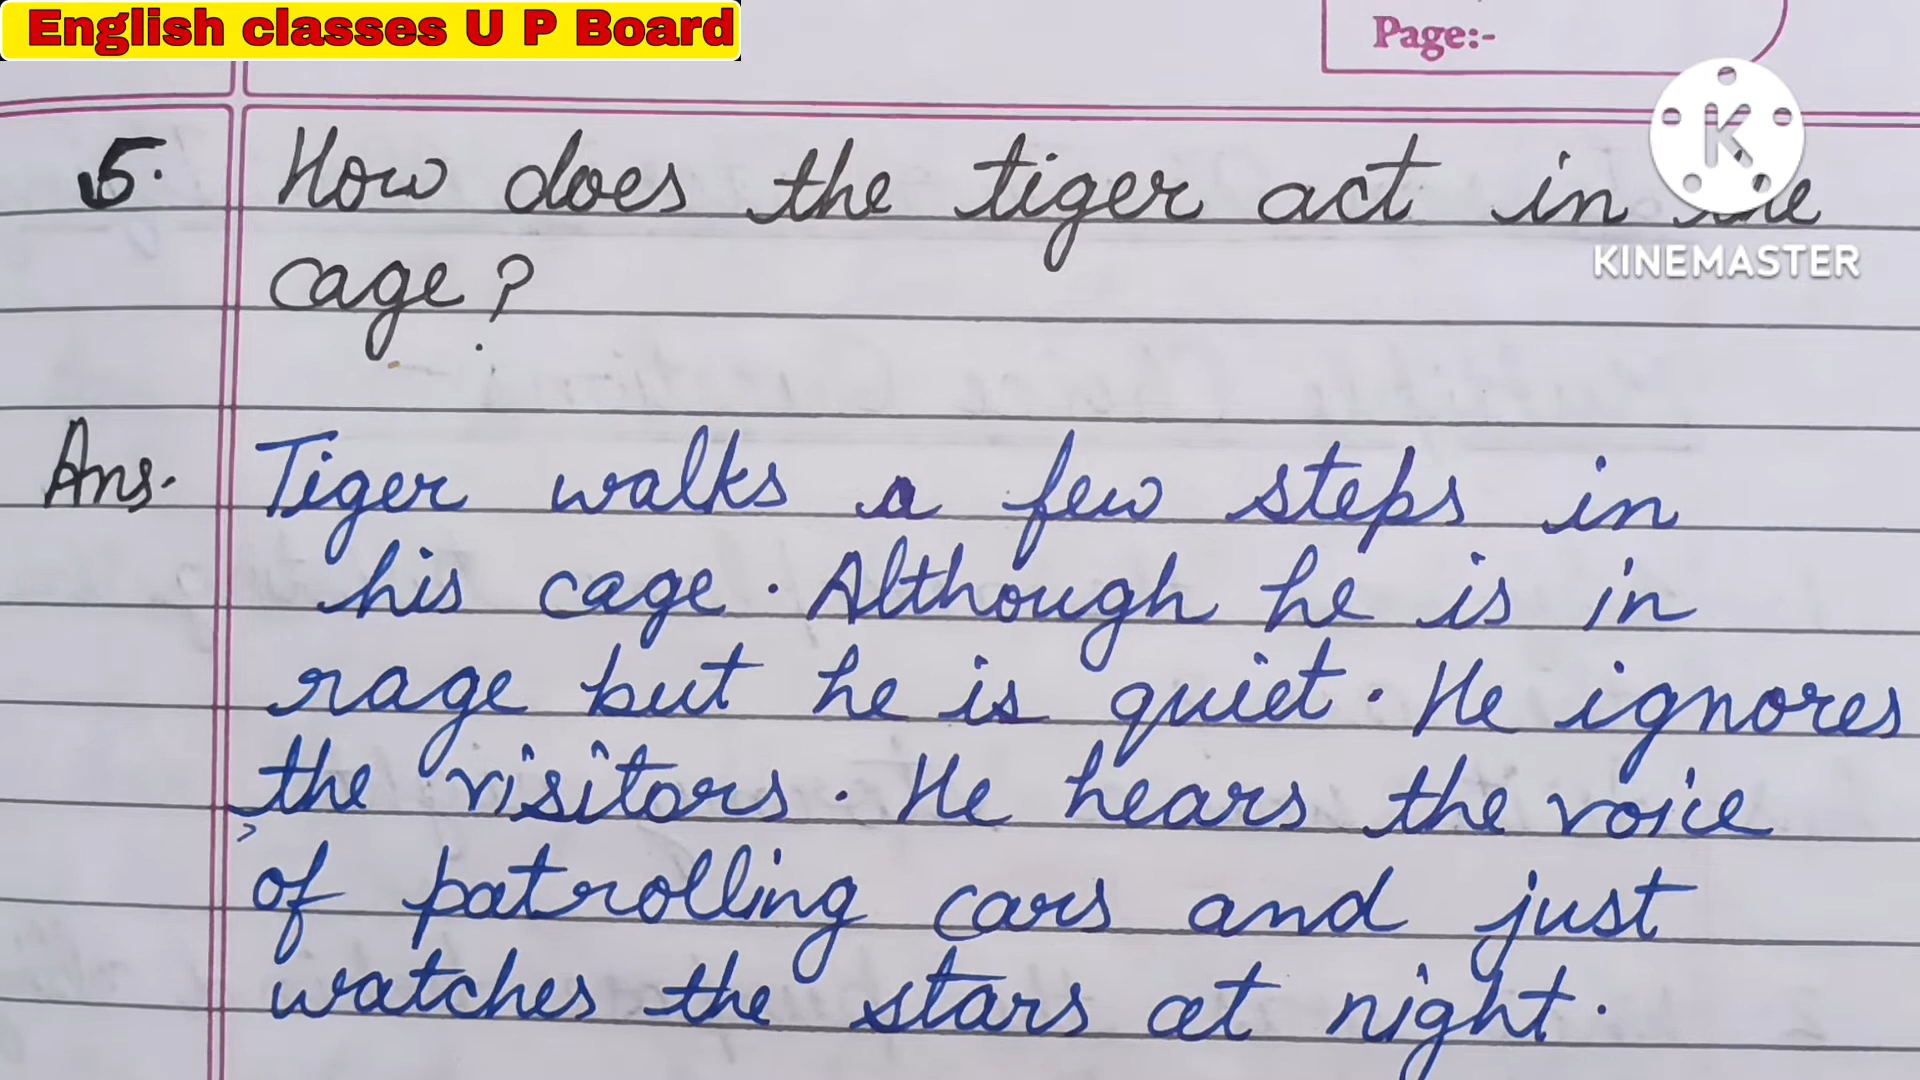 English classes U P Board
Page:-
KINEMASTER
5. How does the tiger act in the
cage?
Ans. Tiger walks a few steps in
his cage. Although he is in
rage but he is quiet. He ignores
the visitors. He hears the voice
of patrolling cars and just
watches the stars at night.